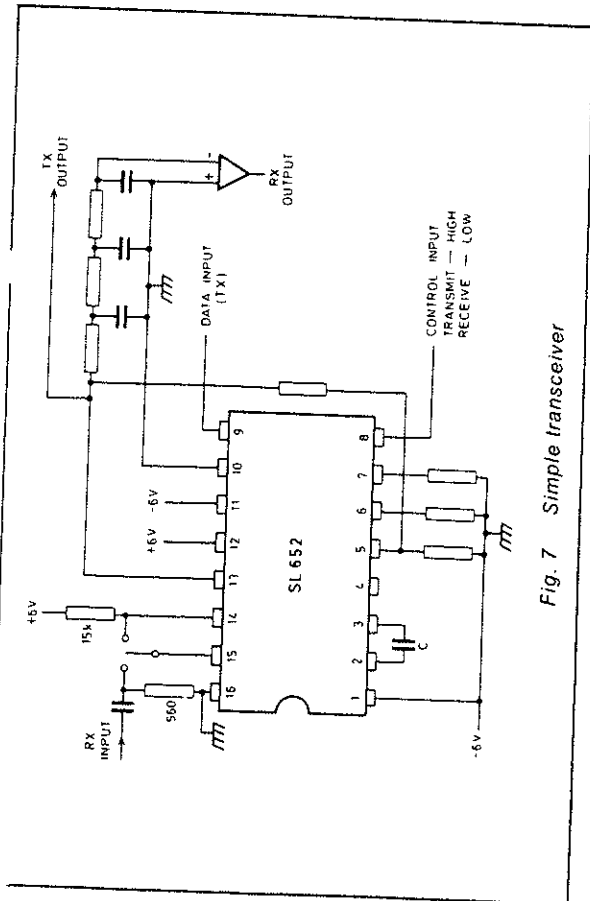 TX
OUTPUT
-
+
RX
OUTPUT
+6V
15k
RX
INPUT
560
+6V
-6V
DATA INPUT
(TX)
16
15
14
13
12
11
10
9
SL652
1
2
3
4
5
6
7
8
C
-6V
CONTROL INPUT
TRANSMIT — HIGH
RECEIVE — LOW
Fig. 7 Simple transceiver